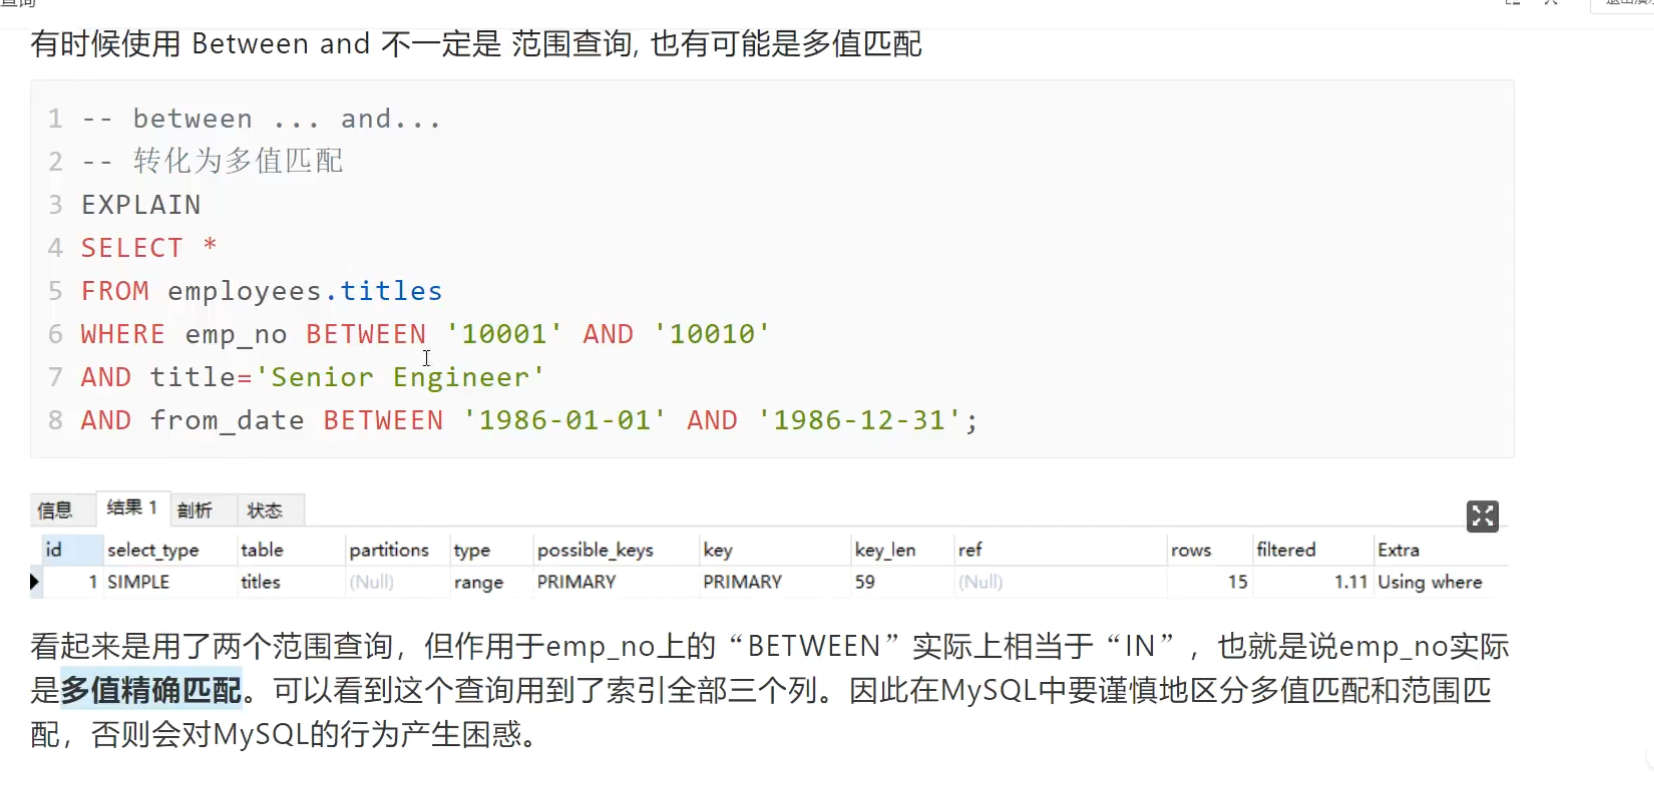 有时候使用 Between and 不一定是 范围查询, 也有可能是多值匹配
1 -- between ... and...
2 -- 转化为多值匹配
3 EXPLAIN
4 SELECT *
5 FROM employees.titles
6 WHERE emp_no BETWEEN '10001' AND '10010'
7 AND title='Senior Engineer'
8 AND from_date BETWEEN '1986-01-01' AND '1986-12-31';
信息 结果 1 剖析 状态
id select_type table partitions type possible_keys key key_len ref rows filtered Extra
1 SIMPLE titles (Null) range PRIMARY PRIMARY 59 (Null) 15 1.11 Using where
看起来是用了两个范围查询，但作用于emp_no上的“BETWEEN”实际上相当于“IN”，也就是说emp_no实际
是多值精确匹配。可以看到这个查询用到了索引全部三个列。因此在MySQL中要谨慎地区分多值匹配和范围匹
配，否则会对MySQL的行为产生困惑。